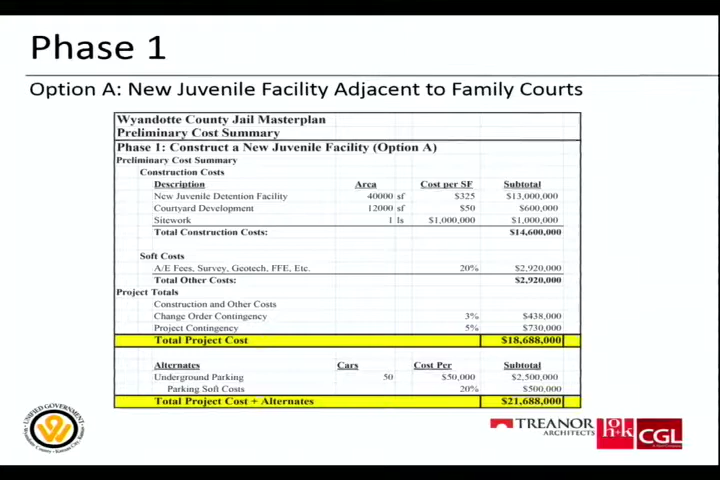 Phase 1
Option A: New Juvenile Facility Adjacent to Family Courts
Wyandotte County Jail Masterplan
Preliminary Cost Summary
Phase 1: Construct a New Juvenile Facility (Option A)
Preliminary Cost Summary
Construction Costs
Description Area Cost per SF Subtotal
New Juvenile Detention Facility 40000 sf $325 $13,000,000
Courtyard Development 12000 sf $50 $600,000
Sitework 1 ls $1,000,000 $1,000,000
Total Construction Costs: $14,600,000
Soft Costs
A/E Fees, Survey, Geotech, FFE, Etc. 20% $2,920,000
Total Other Costs: $2,920,000
Project Totals
Construction and Other Costs
Change Order Contingency 3% $438,000
Project Contingency 5% $730,000
Total Project Cost $18,688,000
Alternates Cars Cost Per Subtotal
Underground Parking 50 $50,000 $2,500,000
Parking Soft Costs 20% $500,000
Total Project Cost + Alternates $21,688,000
UNIFIED GOVERNMENT
TREANOR
ARCHITECTS
hok
CGL